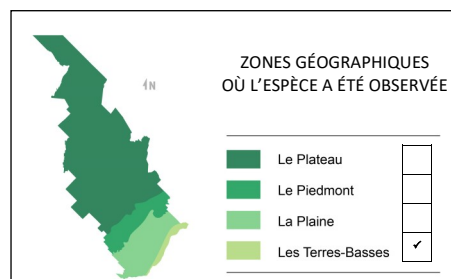 ZONES GÉOGRAPHIQUES
OÙ L'ESPÈCE A ÉTÉ OBSERVÉE
N
Le Plateau
Le Piedmont
La Plaine
Les Terres-Basses ✓